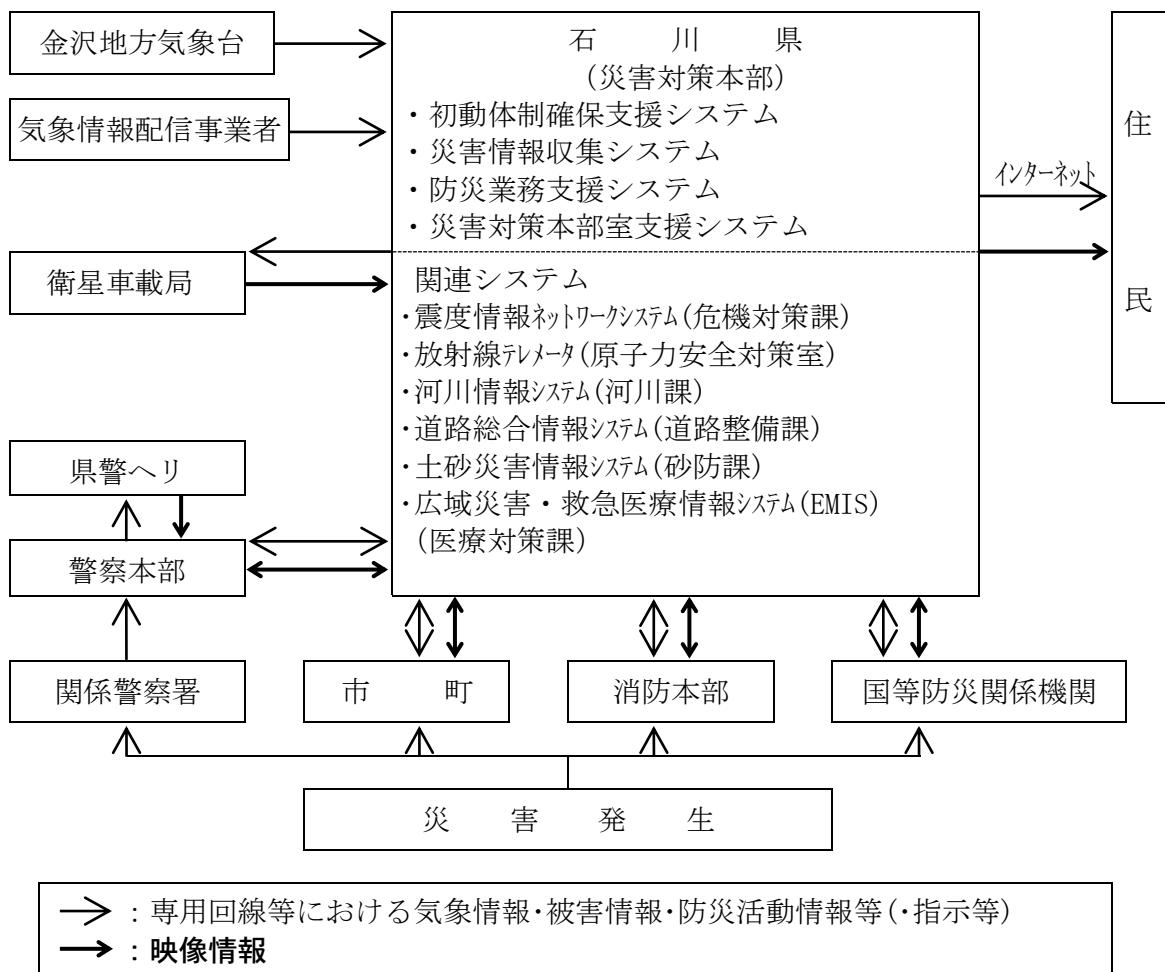 金沢地方気象台
気象情報配信事業者
衛星車載局
県警ヘリ
警察本部
関係警察署
石川県
(災害対策本部)
・初動体制確保支援システム
・災害情報収集システム
・防災業務支援システム
・災害対策本部室支援システム
関連システム
・震度情報ネットワークシステム(危機対策課)
・放射線テレメータ(原子力安全対策室)
・河川情報システム(河川課)
・道路総合情報システム(道路整備課)
・土砂災害情報システム(砂防課)
・広域災害・救急医療情報システム(EMIS)
(医療対策課)
インターネット
住民
市町
消防本部
国等防災関係機関
災害発生
：専用回線等における気象情報・被害情報・防災活動情報等(・指示等)
：映像情報